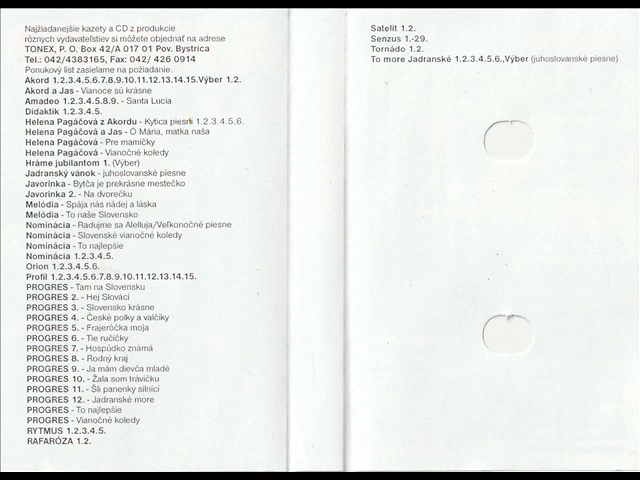 Najžiadanejšie kazety a CD z produkcie
rôznych vydavateľstiev si môžete objednať na adrese
TONEX, P. O. Box 42/A 017 01 Pov. Bystrica
Tel.: 042/4383165, Fax: 042/ 426 0914
Ponukový list zasielame na požiadanie.
Akord 1.2.3.4.5.6.7.8.9.10.11.12.13.14.15.Výber 1.2.
Akord a Jas - Vianoce sú krásne
Amadeo 1.2.3.4.5.8.9. - Santa Lucia
Didaktik 1.2.3.4.5.
Helena Pagáčová z Akordu - Kytica piesní 1.2.3.4.5.6.
Helena Pagáčová a Jas - Ó Mária, matka naša
Helena Pagáčová - Pre mamičky
Helena Pagáčová - Vianočné koledy
Hráme jubilantom 1. (Výber)
Jadranský vánok - juhoslovanské piesne
Javorinka - Bytča je prekrásne mestečko
Javorinka 2. - Na dvorečku
Melódia - Spája nás nádej a láska
Melódia - To naše Slovensko
Nominácia - Radujme sa Alelluja/Veľkonočné piesne
Nominácia - Slovenské vianočné koledy
Nominácia - To najlepšie
Nominácia 1.2.3.4.5.
Orion 1.2.3.4.5.6.
Profil 1.2.3.4.5.6.7.8.9.10.11.12.13.14.15.
PROGRES - Tam na Slovensku
PROGRES 2. - Hej Slováci
PROGRES 3. - Slovensko krásne
PROGRES 4. - České polky a valčíky
PROGRES 5. - Frajeročka moja
PROGRES 6. - Tie ručičky
PROGRES 7. - Hospůdko známá
PROGRES 8. - Rodný kraj
PROGRES 9. - Ja mám dievča mladé
PROGRES 10. - Žala som trávičku
PROGRES 11. - Šli panenky silnicí
PROGRES 12. - Jadranské more
PROGRES - To najlepšie
PROGRES - Vianočné koledy
RYTMUS 1.2.3.4.5.
RAFARÓZA 1.2.
Satelit 1.2.
Senzus 1.-29.
Tornádo 1.2.
To more Jadranské 1.2.3.4.5.6.,Výber (juhoslovanské piesne)